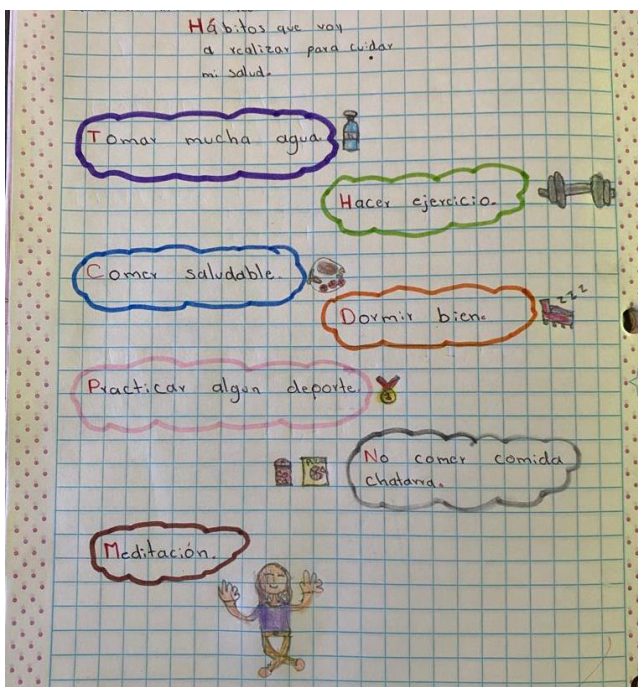 Hábitos que voy
a realizar para cuidar
mi salud.
Tomar mucha agua.
Hacer ejercicio.
Comer saludable.
Dormir bien.
Practicar algun deporte.
No comer comida
chatarra.
Meditación.
zzz